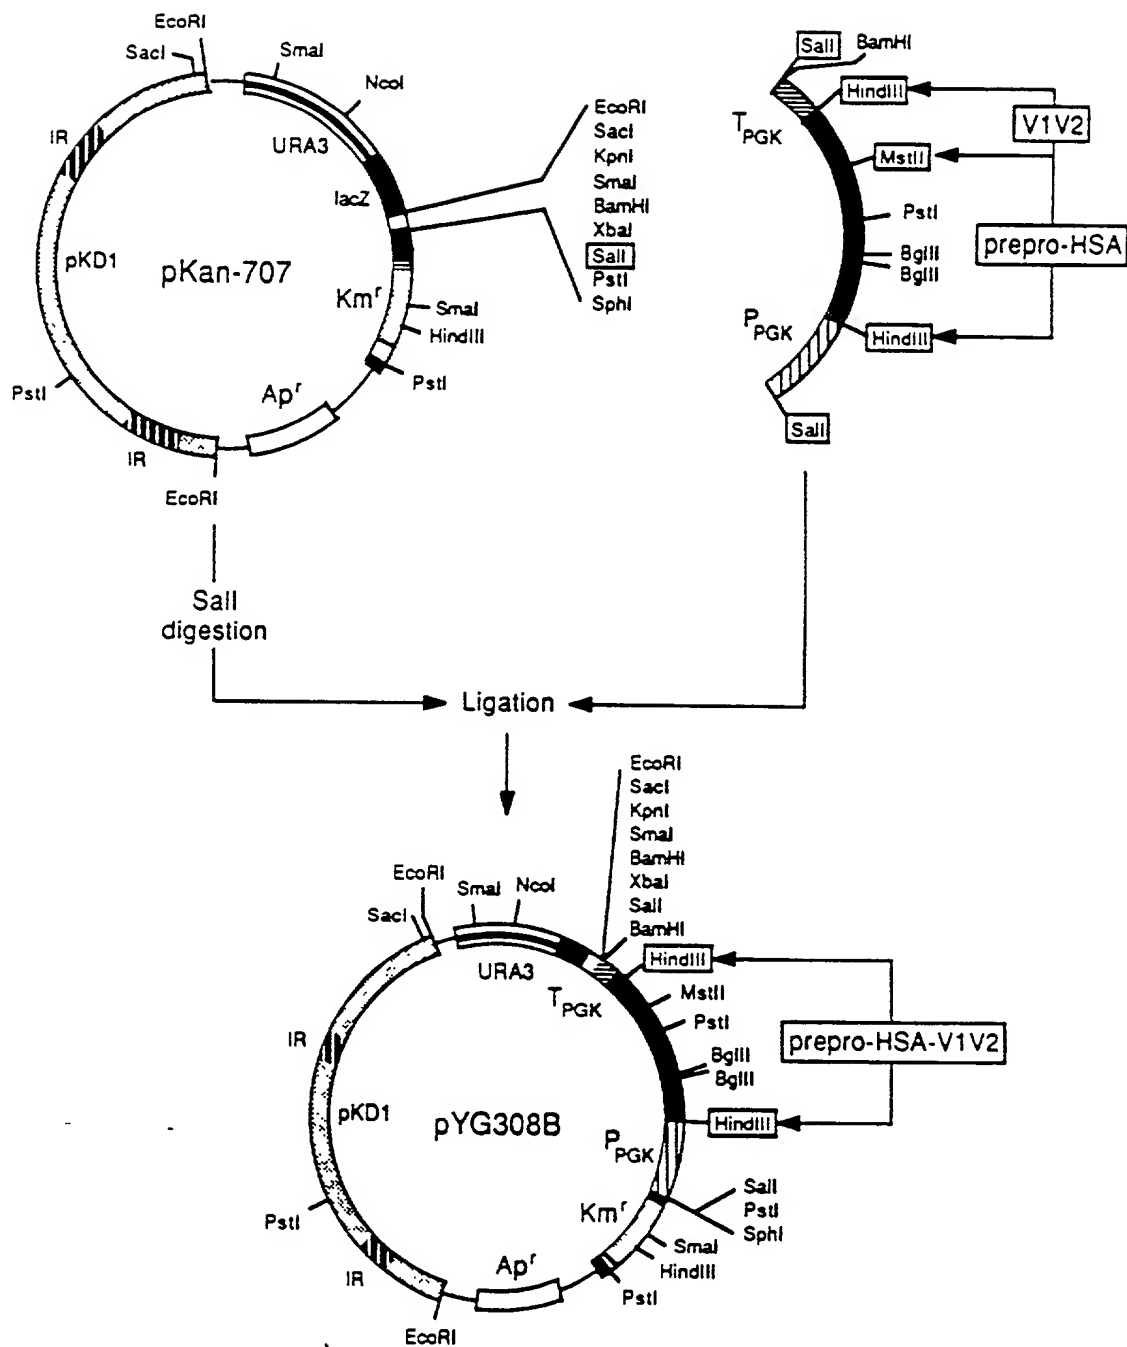 EcoRI
SacI
SmaI
NcoI
IR
URA3
lacZ
pKD1
pKan-707
Km^r
SmaI
HindIII
PstI
Ap^r
PstI
IR
EcoRI
EcoRI
SacI
KpnI
SmaI
BamHI
XbaI
SalI
PstI
SphI
SalI
BamHI
HindIII
T_PGK
V1V2
MstII
PstI
prepro-HSA
BglII
BglII
P_PGK
HindIII
SalI
SalI
digestion
Ligation
EcoRI
SacI
KpnI
SmaI
BamHI
XbaI
SalI
BamHI
EcoRI
SacI
SmaI
NcoI
URA3
T_PGK
HindIII
MstII
PstI
prepro-HSA-V1V2
BglII
BglII
IR
pKD1
pYG308B
HindIII
P_PGK
SalI
PstI
SphI
Km^r
SmaI
HindIII
PstI
Ap^r
PstI
IR
EcoRI